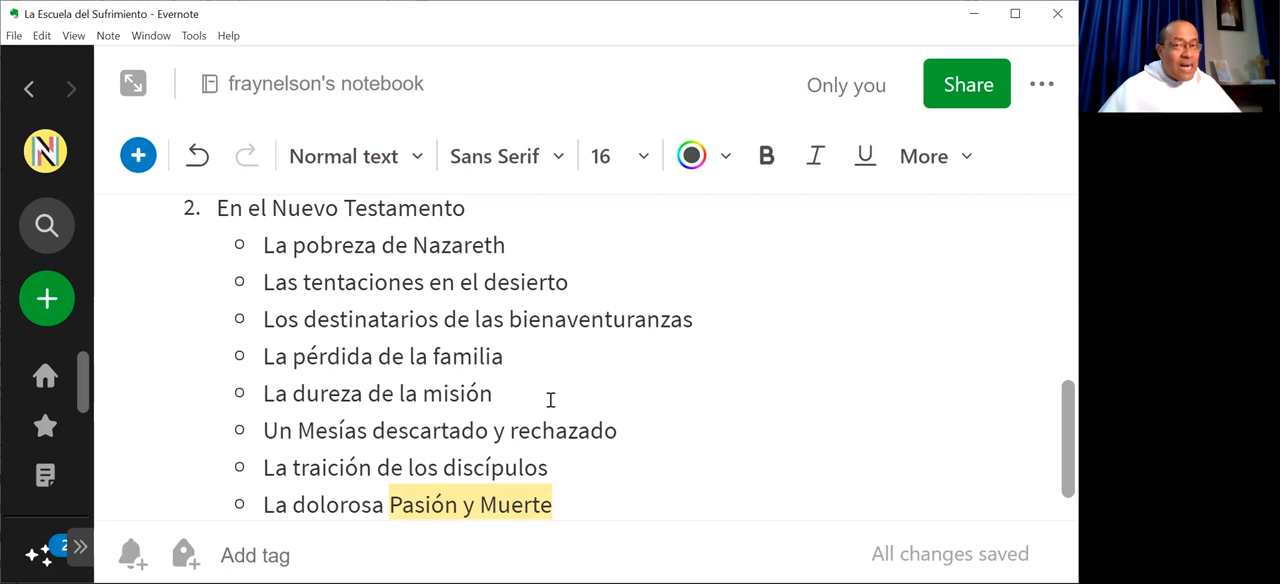 La Escuela del Sufrimiento - Evernote
File Edit View Note Window Tools Help
fraynelson's notebook
Only you
Share
Normal text
Sans Serif
16
B I U
More
2. En el Nuevo Testamento
La pobreza de Nazareth
Las tentaciones en el desierto
Los destinatarios de las bienaventuranzas
La pérdida de la familia
La dureza de la misión
Un Mesías descartado y rechazado
La traición de los discípulos
La dolorosa Pasión y Muerte
2
Add tag
All changes saved